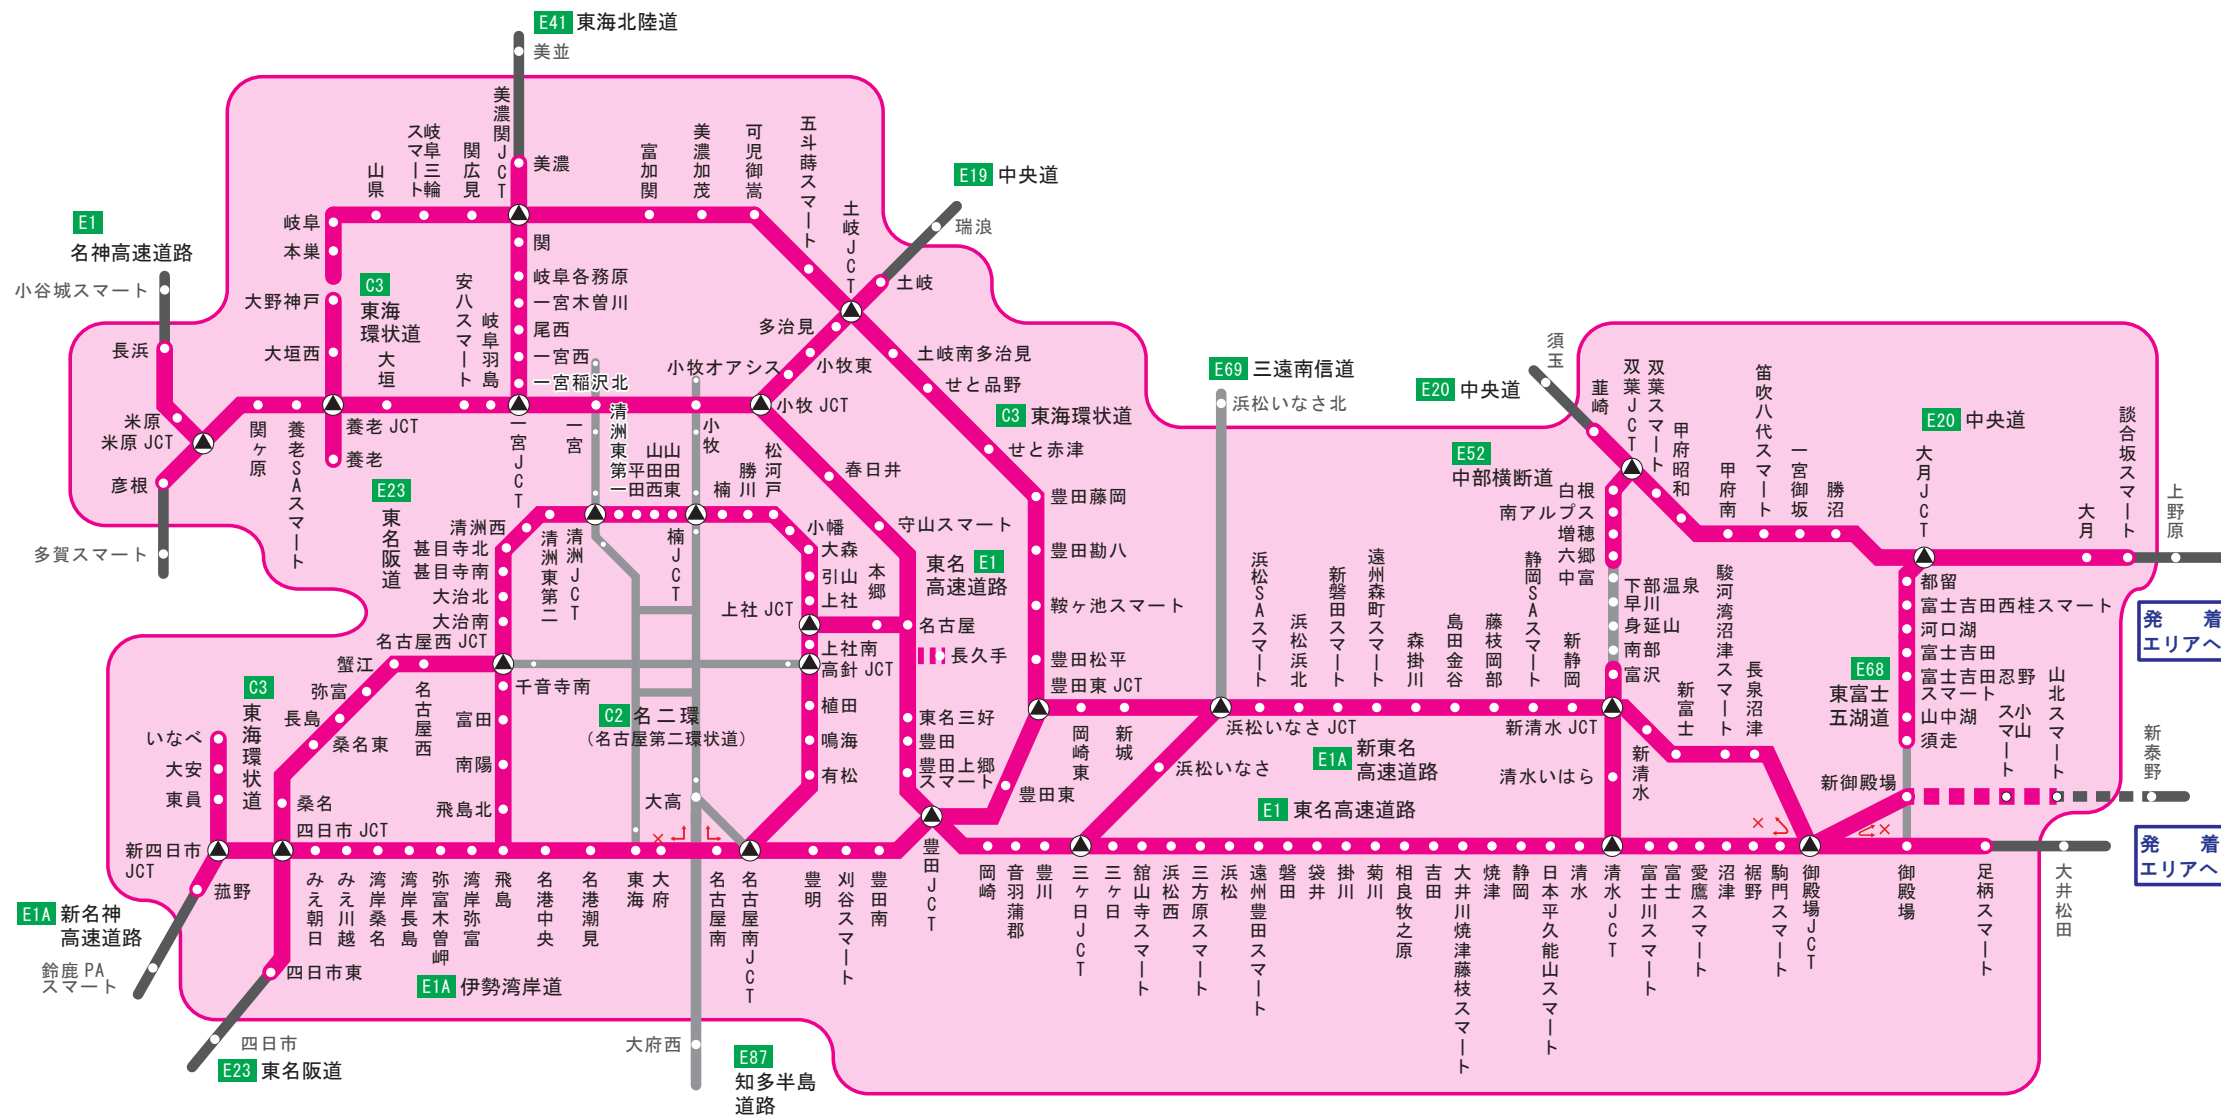 E41 東海北陸道
美並
美濃関JCT
美濃
岐阜三輪
スマート
関広見
山県
富加関
美濃加茂
可児御嵩
五斗蒔スマート
土岐JCT
E19 中央道
瑞浪
土岐
E1
名神高速道路
小谷城スマート
長浜
米原
米原 JCT
彦根
多賀スマート
岐阜
本巣
大野神戸
大垣西
C3
東海
環状道
大垣
安八スマート
岐阜羽島
関
岐阜各務原
一宮木曽川
尾西
一宮西
一宮稲沢北
多治見
小牧オアシス
小牧東
小牧 JCT
小牧
土岐南多治見
せと品野
C3 東海環状道
せと赤津
豊田藤岡
豊田勘八
鞍ヶ池スマート
豊田松平
豊田東 JCT
関ヶ原
養老SAスマート
養老 JCT
養老
E23
東名阪道
一宮JCT
一宮
清洲東第一
平田
山田西
山田東
楠
勝川
松河戸
小幡
大森
引山
上社
本郷
上社 JCT
上社南
高針 JCT
植田
鳴海
有松
春日井
守山スマート
東名 E1
高速道路
名古屋
長久手
東名三好
豊田
豊田上郷
スマート
豊田東
清洲西
甚目寺北
甚目寺南
大治北
大治南
名古屋西 JCT
清洲東第二
清洲JCT
楠JCT
蟹江
弥富
長島
桑名東
名古屋西
千音寺南
富田
南陽
飛島北
C2 名二環
(名古屋第二環状道)
大高
C3
東海環状道
いなべ
大安
東員
桑名
四日市 JCT
新四日市
JCT
菰野
E1A 新名神
高速道路
鈴鹿 PA
スマート
四日市東
四日市
E23 東名阪道
みえ朝日
みえ川越
湾岸桑名
湾岸長島
弥富木曽岬
湾岸弥富
飛島
名港中央
名港潮見
東海
大府
名古屋南
名古屋南JCT
豊明
刈谷スマート
豊田南
豊田JCT
E1A 伊勢湾岸道
大府西
E87
知多半島
道路
E69 三遠南信道
浜松いなさ北
浜松いなさ JCT
浜松いなさ
岡崎東
新城
浜松SAスマート
浜松浜北
新磐田スマート
遠州森町スマート
森掛川
島田金谷
藤枝岡部
静岡SAスマート
新静岡
新清水 JCT
E1A 新東名
高速道路
E1 東名高速道路
清水いはら
新清水
新富士
駿河湾沼津スマート
長泉沼津
岡崎
音羽蒲郡
豊川
三ヶ日JCT
三ヶ日
舘山寺スマート
浜松西
三方原スマート
浜松
遠州豊田スマート
磐田
袋井
掛川
菊川
相良牧之原
吉田
大井川焼津藤枝スマート
焼津
静岡
日本平久能山スマート
清水
清水JCT
富士川スマート
富士
愛鷹スマート
沼津
裾野
駒門スマート
御殿場JCT
御殿場
足柄スマート
大井松田
須玉
E20 中央道
韮崎
双葉JCT
双葉スマート
甲府昭和
甲府南
笛吹八代スマート
一宮御坂
勝沼
大月JCT
E20 中央道
大月
談合坂スマート
上野原
E52
中部横断道
白根
南アルプス
増穂
六郷
中富
下部温泉
早川
身延山
南部
富沢
都留
富士吉田西桂スマート
河口湖
富士吉田
富士吉田忍野
スマート
山中湖
須走
E68
東富士
五湖道
新御殿場
小山
スマート
山北スマート
新秦野
発 着
エリアへ
発 着
エリアへ